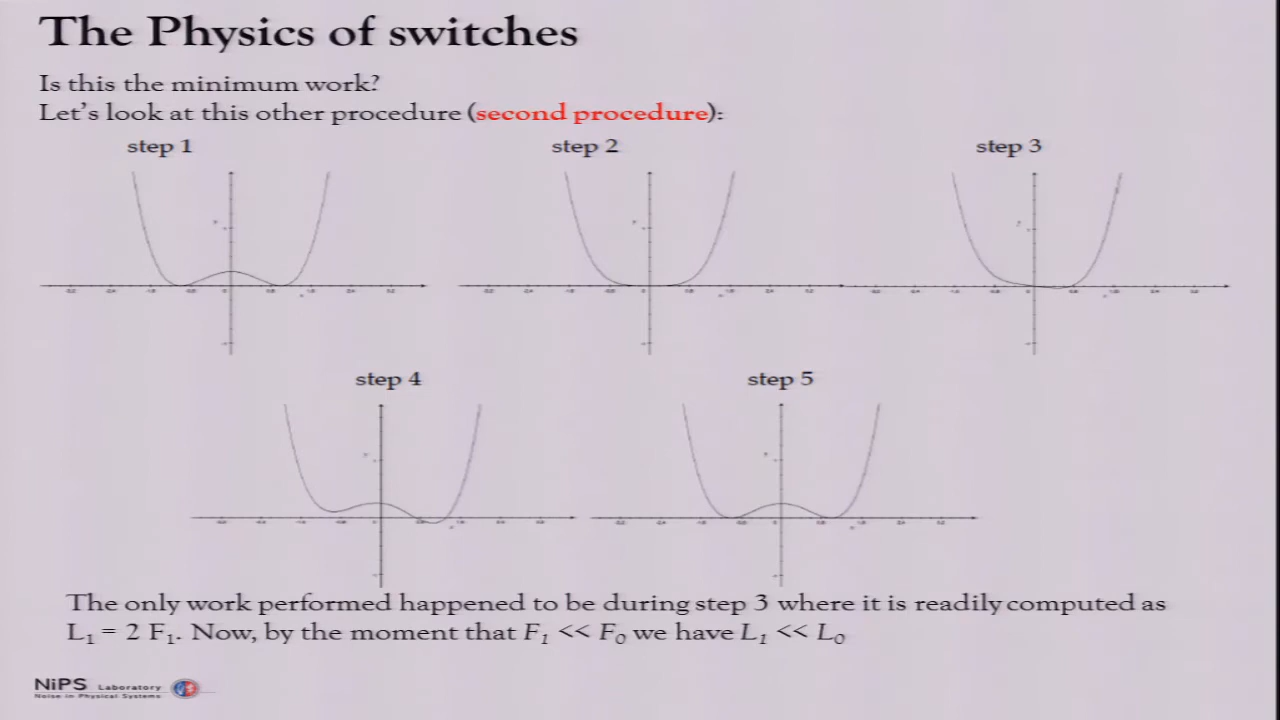 The Physics of switches
Is this the minimum work?
Let's look at this other procedure (second procedure):
step 1
step 2
step 3
step 4
step 5
The only work performed happened to be during step 3 where it is readily computed as
L₁ = 2 F₁. Now, by the moment that F₁ << F₀ we have L₁ << L₀
NiPS Laboratory
Noise in Physical Systems